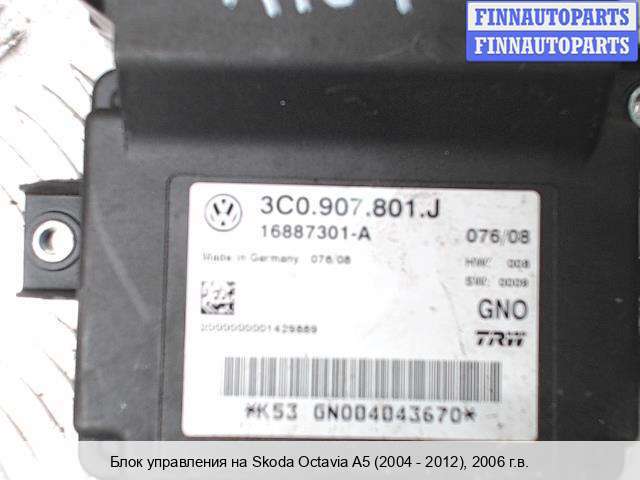 FINNAUTOPARTS
FINNAUTOPARTS
3C0.907.801.J
16887301-A
076/08
Made in Germany 076/08
HW: 008
SW: 0008
GNO
TRW
*K53 GN004043670*
Блок управления на Skoda Octavia A5 (2004 - 2012), 2006 г.в.